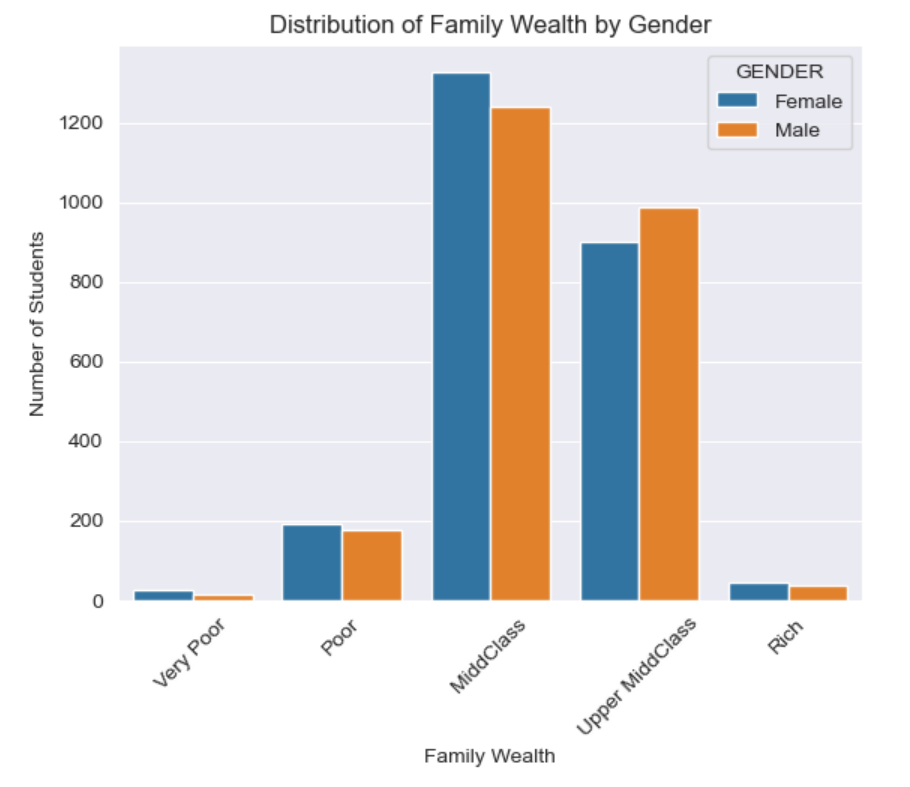 Distribution of Family Wealth by Gender
GENDER
Female
Male
Number of Students
1200
1000
800
600
400
200
0
Very Poor
Poor
MiddClass
Upper MiddClass
Rich
Family Wealth